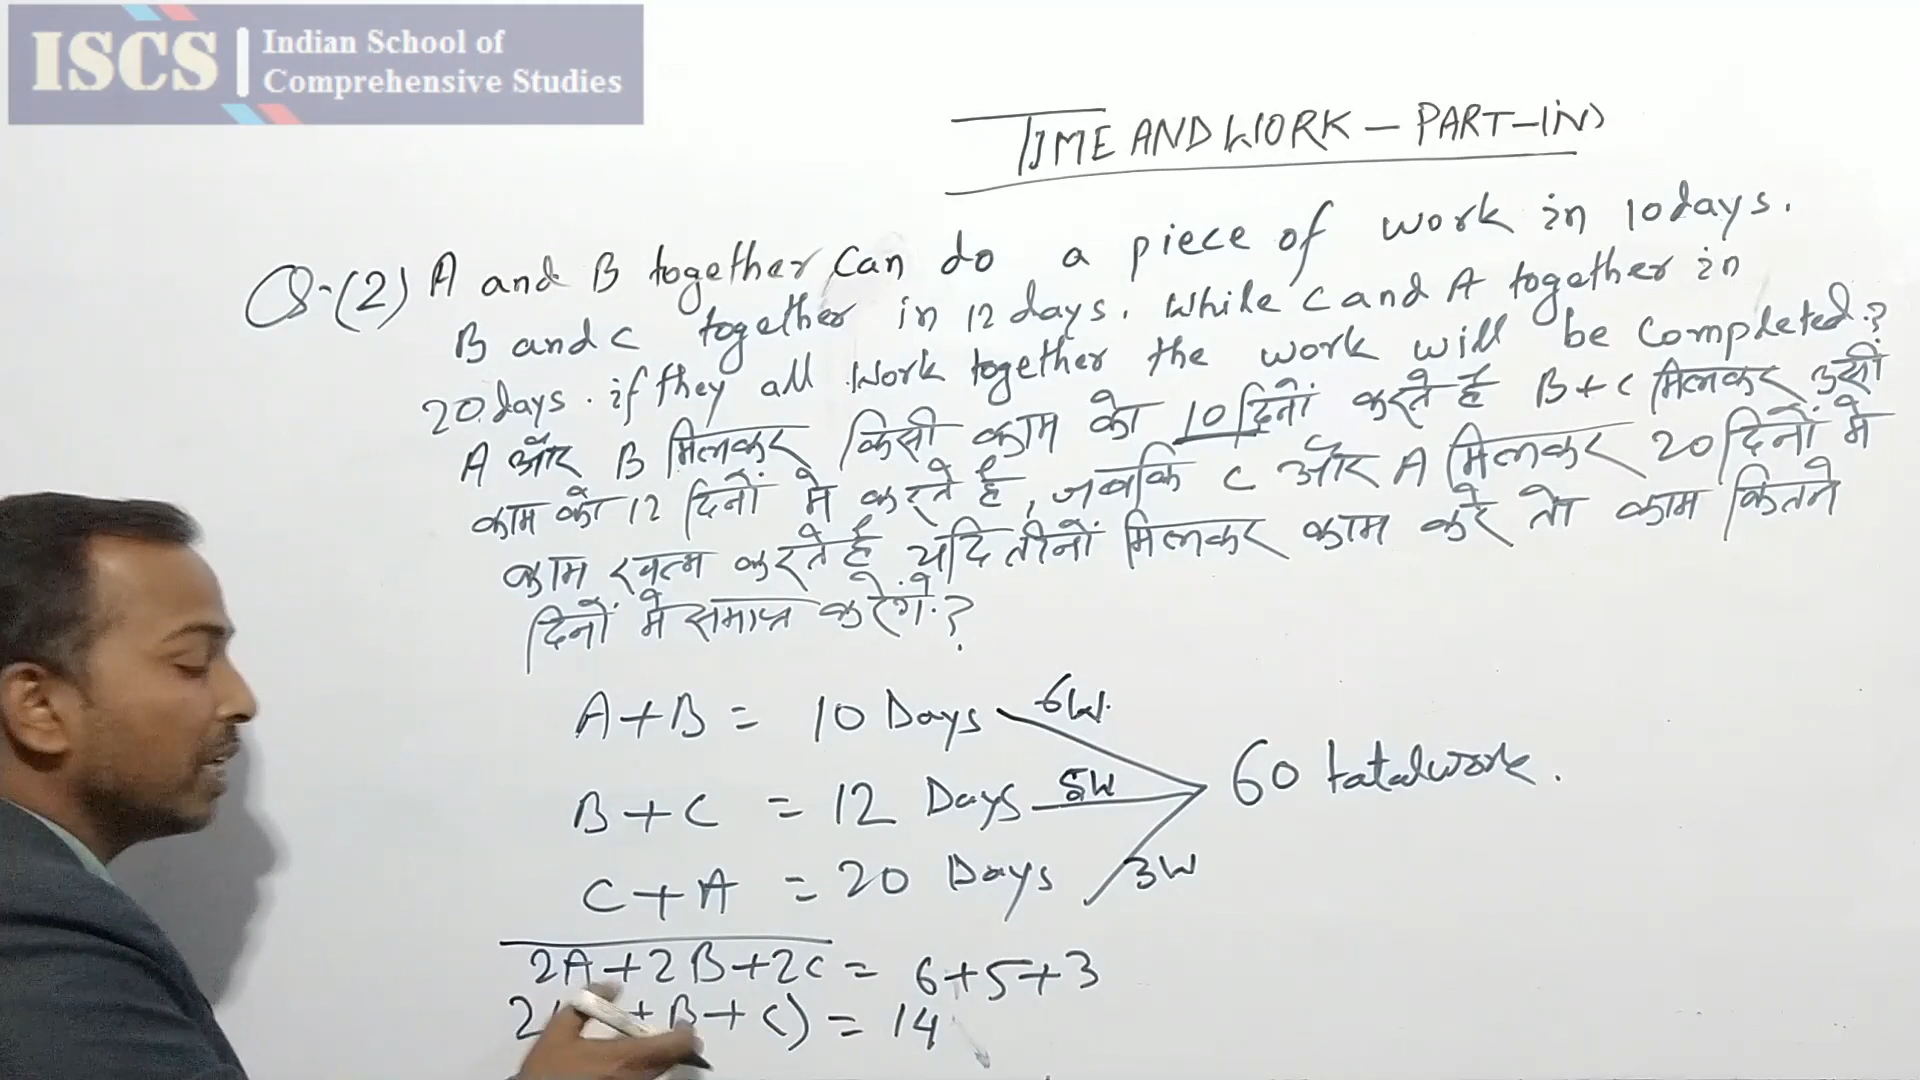 ISCS
Indian School of
Comprehensive Studies
TIME AND WORK – PART-
Q-(2) A and B together can do a piece of work in 10 days.
B and C together in 12 days. While C and A together in
20 days. if they all work together the work will be completed.?
A और B मिलकर किसी काम को 10 दिनों करते है B+C मिलकर उसी
काम को 12 दिनों मे करते है, जबकि C और A मिलकर 20 दिनों मे
काम खत्म करते है यदि तीनों मिलकर काम करे तो काम कितने
दिनों मे समाप्त करेंगे.?
A+B = 10 Days 6W.
B+C = 12 Days 5W 60 totalwork.
C+A = 20 Days 3W
2A+2B+2C = 6+5+3
2( +B+C) = 14